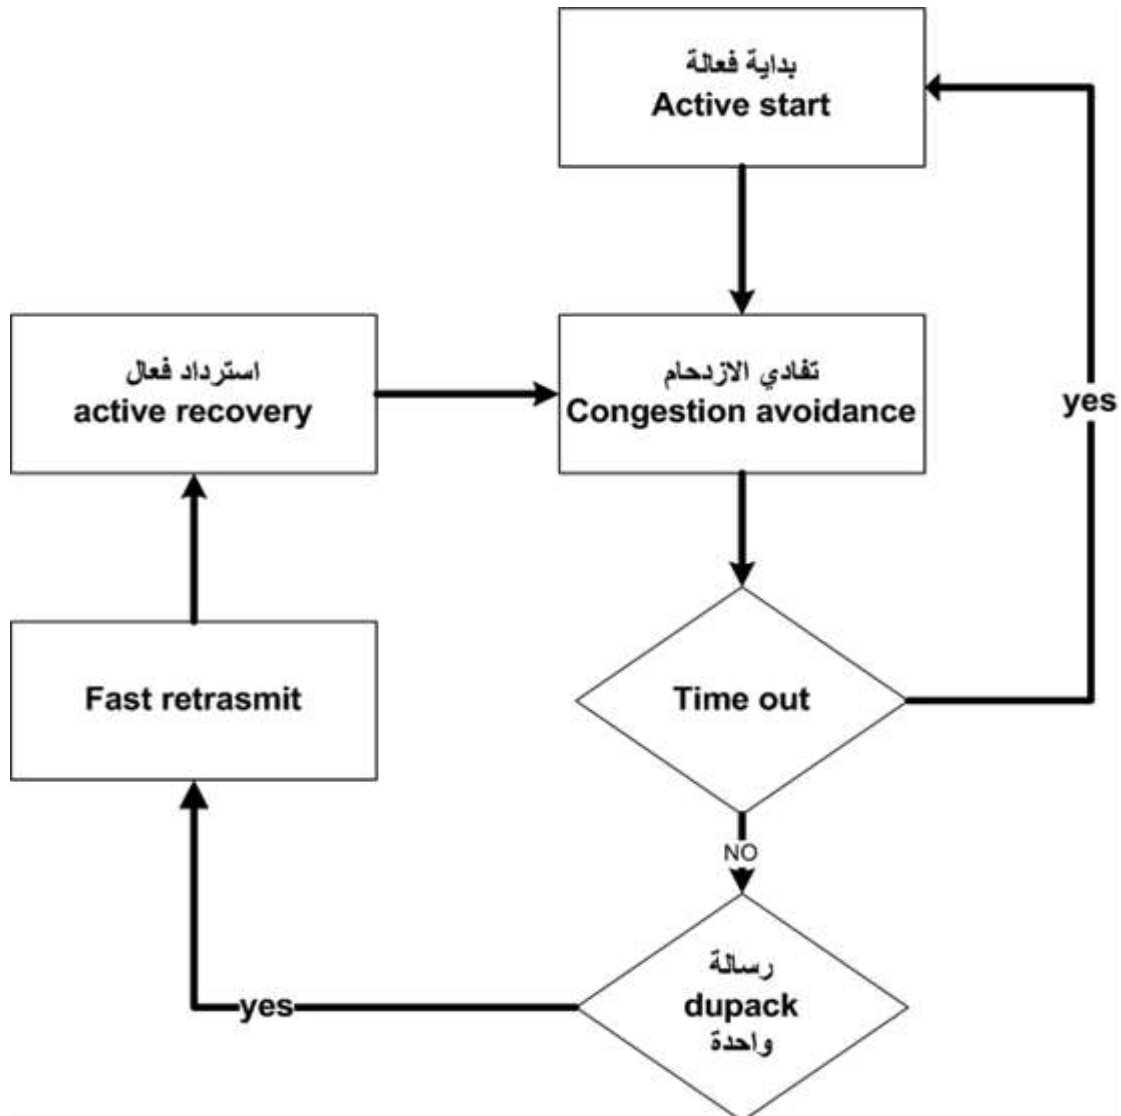 بداية فعالة
Active start
استرداد فعال
active recovery
تفادي الازدحام
Congestion avoidance
yes
Fast retrasmit
Time out
NO
رسالة
dupack
واحدة
yes